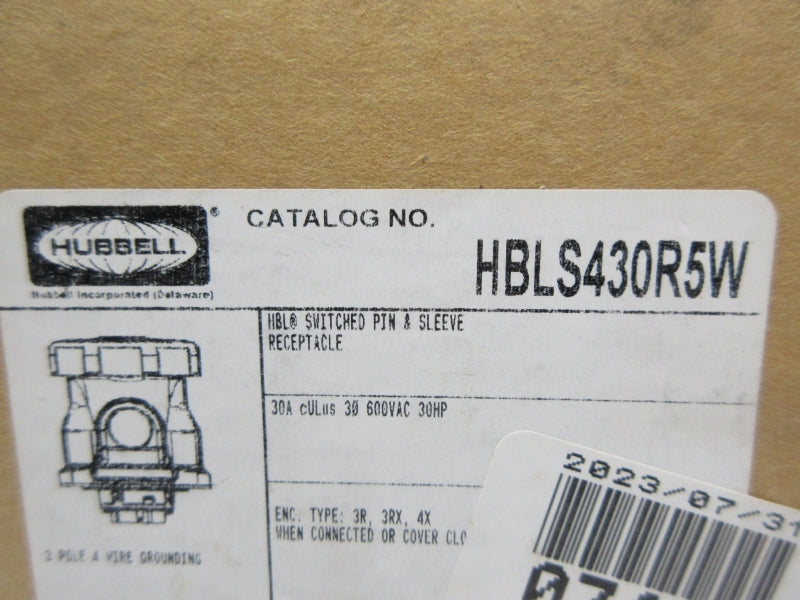 HUBBELL
®
CATALOG NO.
HBLS430R5W
Hubbell Incorporated (Delaware)
HBL® SWITCHED PIN & SLEEVE
RECEPTACLE
30A cULus 3Ø 600VAC 30HP
ENC. TYPE: 3R, 3RX, 4X
WHEN CONNECTED OR COVER CLO
3 POLE 4 WIRE GROUNDING
2023/07/31